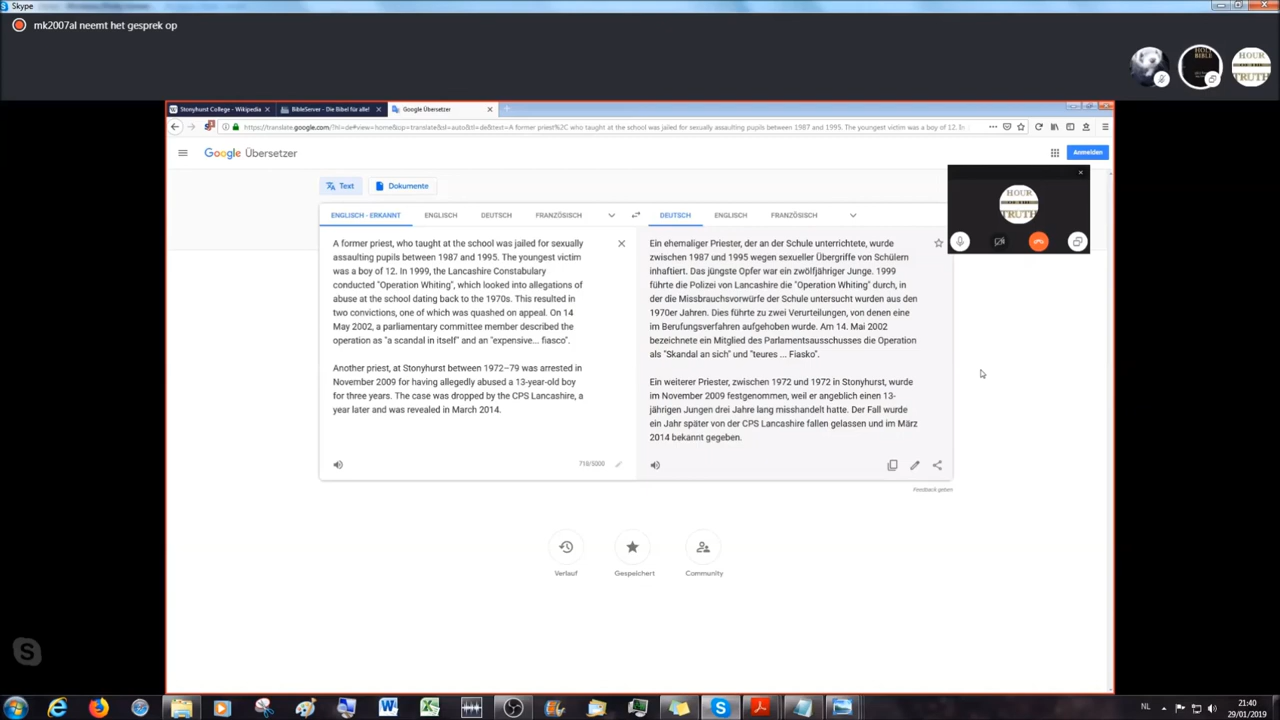 Skype
mk2007al neemt het gesprek op
HOLY
BIBLE
HOUR
TRUTH
Stonyhurst College - Wikipedia
BibleServer - Die Bibel für alle!
Google Übersetzer
Google Übersetzer
Anmelden
Text
Dokumente
ENGLISCH - ERKANNT
ENGLISCH
DEUTSCH
FRANZÖSISCH
DEUTSCH
ENGLISCH
FRANZÖSISCH
HOUR
TRUTH
A former priest, who taught at the school was jailed for sexually
assaulting pupils between 1987 and 1995. The youngest victim
was a boy of 12. In 1999, the Lancashire Constabulary
conducted "Operation Whiting", which looked into allegations of
abuse at the school dating back to the 1970s. This resulted in
two convictions, one of which was quashed on appeal. On 14
May 2002, a parliamentary committee member described the
operation as "a scandal in itself" and an "expensive... fiasco".
Another priest, at Stonyhurst between 1972–79 was arrested in
November 2009 for having allegedly abused a 13-year-old boy
for three years. The case was dropped by the CPS Lancashire, a
year later and was revealed in March 2014.
710/5000
Ein ehemaliger Priester, der an der Schule unterrichtete, wurde
zwischen 1987 und 1995 wegen sexueller Übergriffe von Schülern
inhaftiert. Das jüngste Opfer war ein zwölfjähriger Junge. 1999
führte die Polizei von Lancashire die "Operation Whiting" durch, in
der die Missbrauchsvorwürfe der Schule untersucht wurden aus den
1970er Jahren. Dies führte zu zwei Verurteilungen, von denen eine
im Berufungsverfahren aufgehoben wurde. Am 14. Mai 2002
bezeichnete ein Mitglied des Parlamentsausschusses die Operation
als "Skandal an sich" und "teures ... Fiasko".
Ein weiterer Priester, zwischen 1972 und 1972 in Stonyhurst, wurde
im November 2009 festgenommen, weil er angeblich einen 13-
jährigen Jungen drei Jahre lang misshandelt hatte. Der Fall wurde
ein Jahr später von der CPS Lancashire fallen gelassen und im März
2014 bekannt gegeben.
Feedback geben
Verlauf
Gespeichert
Community
NL
21:40
29/01/2019